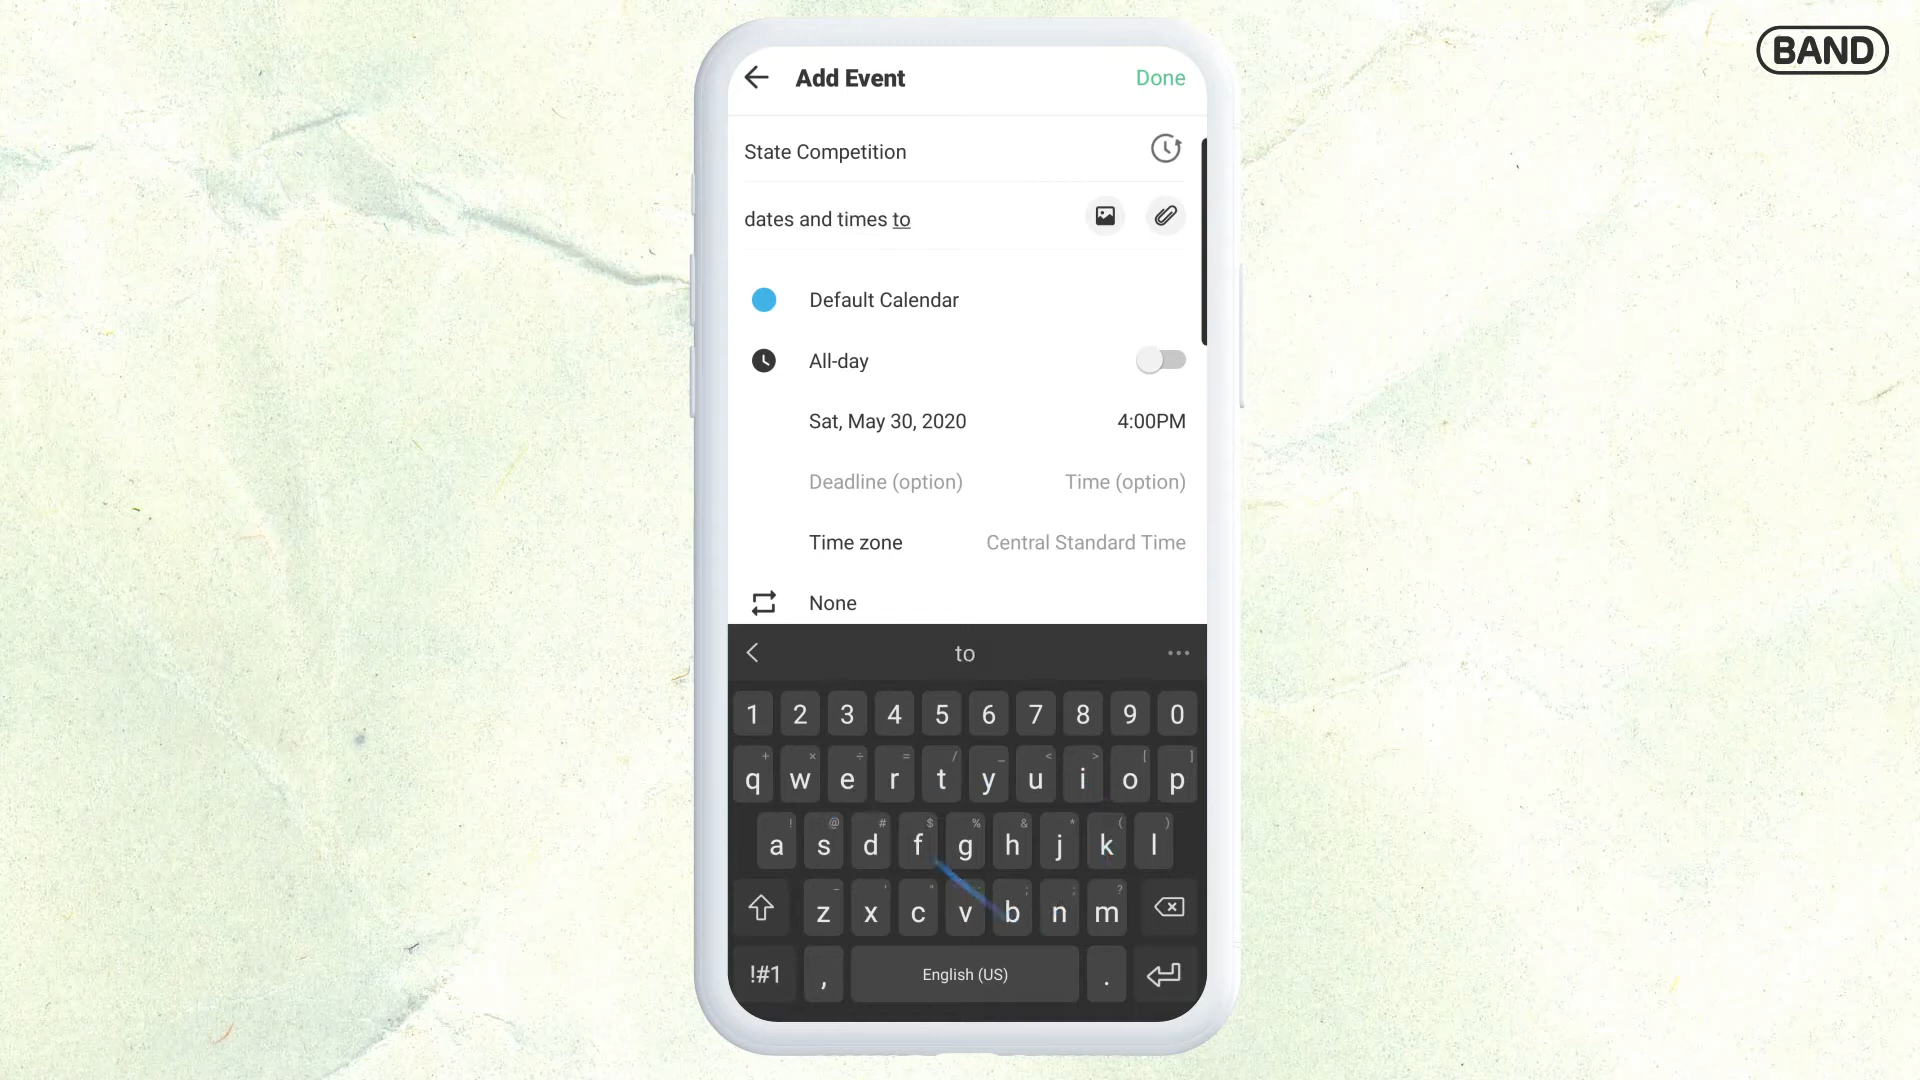 BAND
Add Event
Done
State Competition
dates and times to
Default Calendar
All-day
Sat, May 30, 2020 4:00PM
Deadline (option) Time (option)
Time zone Central Standard Time
None
to
1 2 3 4 5 6 7 8 9 0
+ × ÷ = / _ < > [ ]
q w e r t y u i o p
! @ # $ % & * ( )
a s d f g h j k l
- ' " : ; ?
z x c v b n m
!#1 , English (US) .